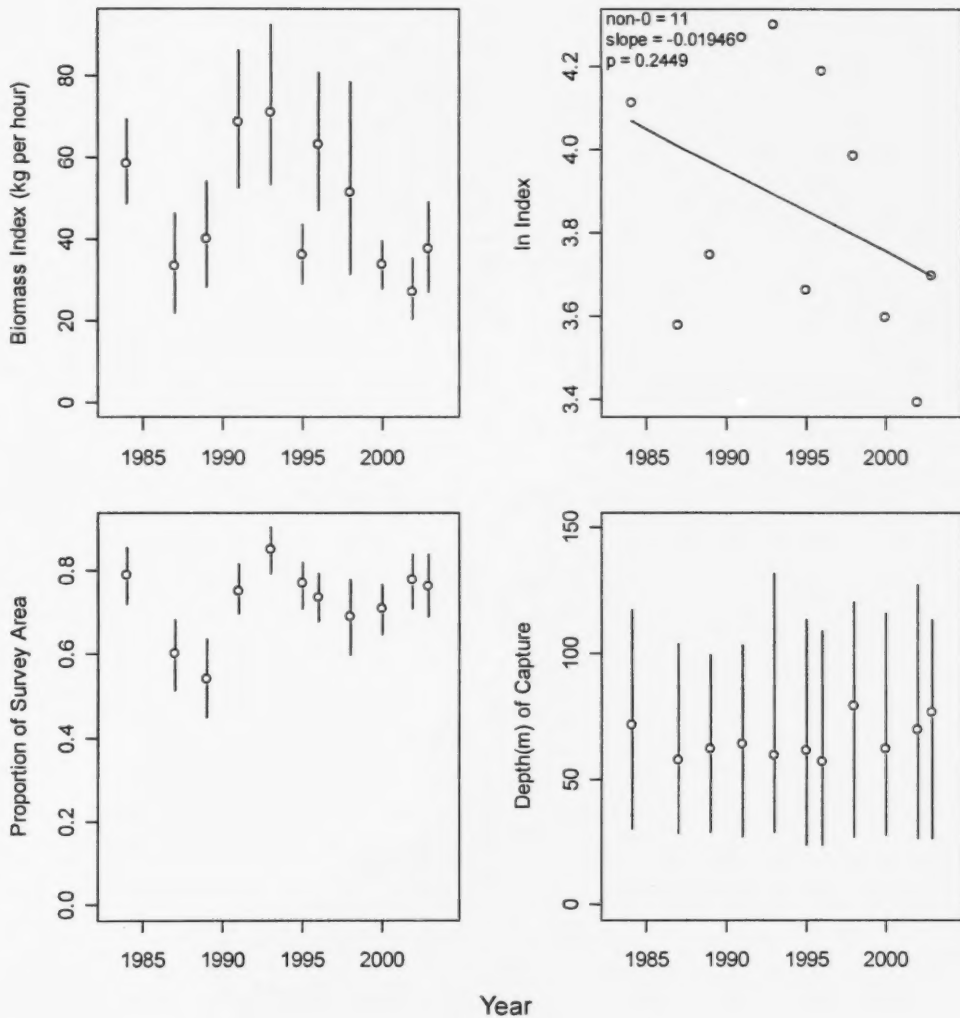 Biomass Index (kg per hour)
80
60
40
20
0
1985 1990 1995 2000
non-0 = 11
slope = -0.01946
p = 0.2449
ln Index
4.2
4.0
3.8
3.6
3.4
1985 1990 1995 2000
Proportion of Survey Area
0.8
0.6
0.4
0.2
0.0
1985 1990 1995 2000
Depth(m) of Capture
150
100
50
0
1985 1990 1995 2000
Year